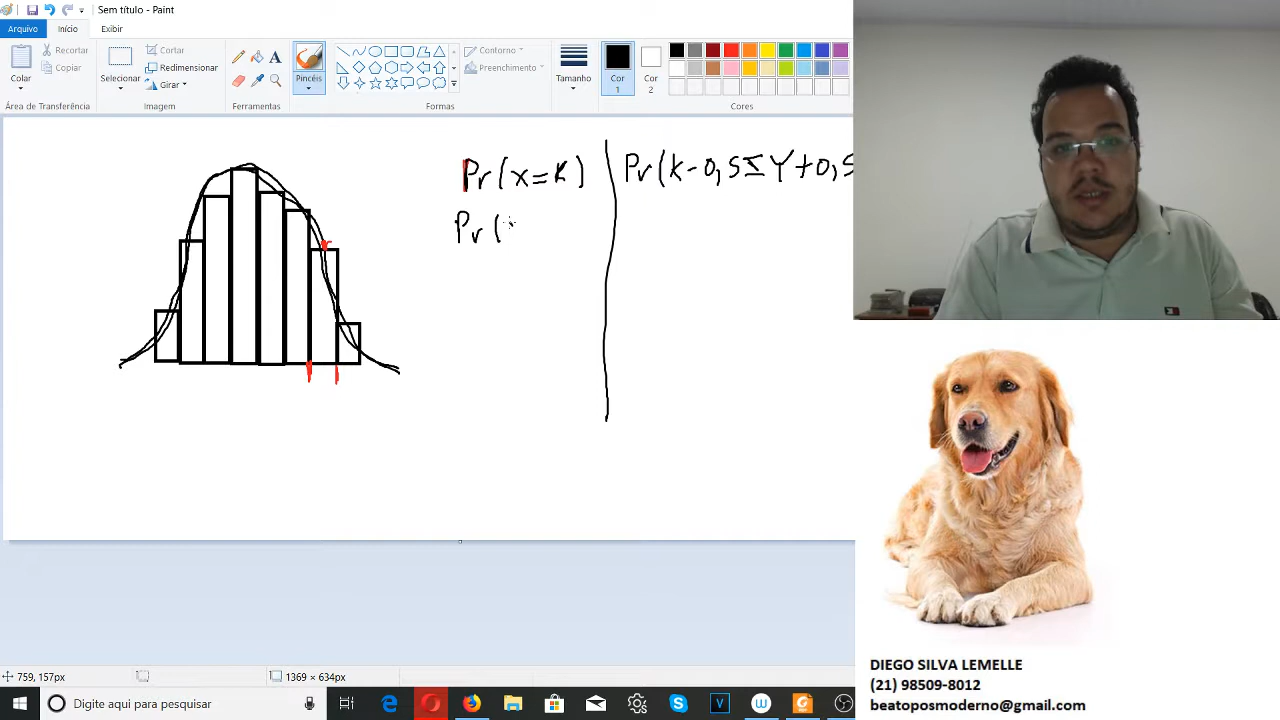 Sem título - Paint
Arquivo Início Exibir
Colar
Recortar
Copiar
Área de Transferência
Selecionar
Cortar
Redimensionar
Girar
Imagem
A
Ferramentas
Pincéis
Contorno
Preenchimento
Formas
Tamanho
Cor 1
Cor 2
Cores
Pr(x=k)
Pr(k-0,5≤Y+0,5
Pr(
DIEGO SILVA LEMELLE
(21) 98509-8012
beatoposmoderno@gmail.com
759, 157px
1369 × 634px
Digite aqui para pesquisar